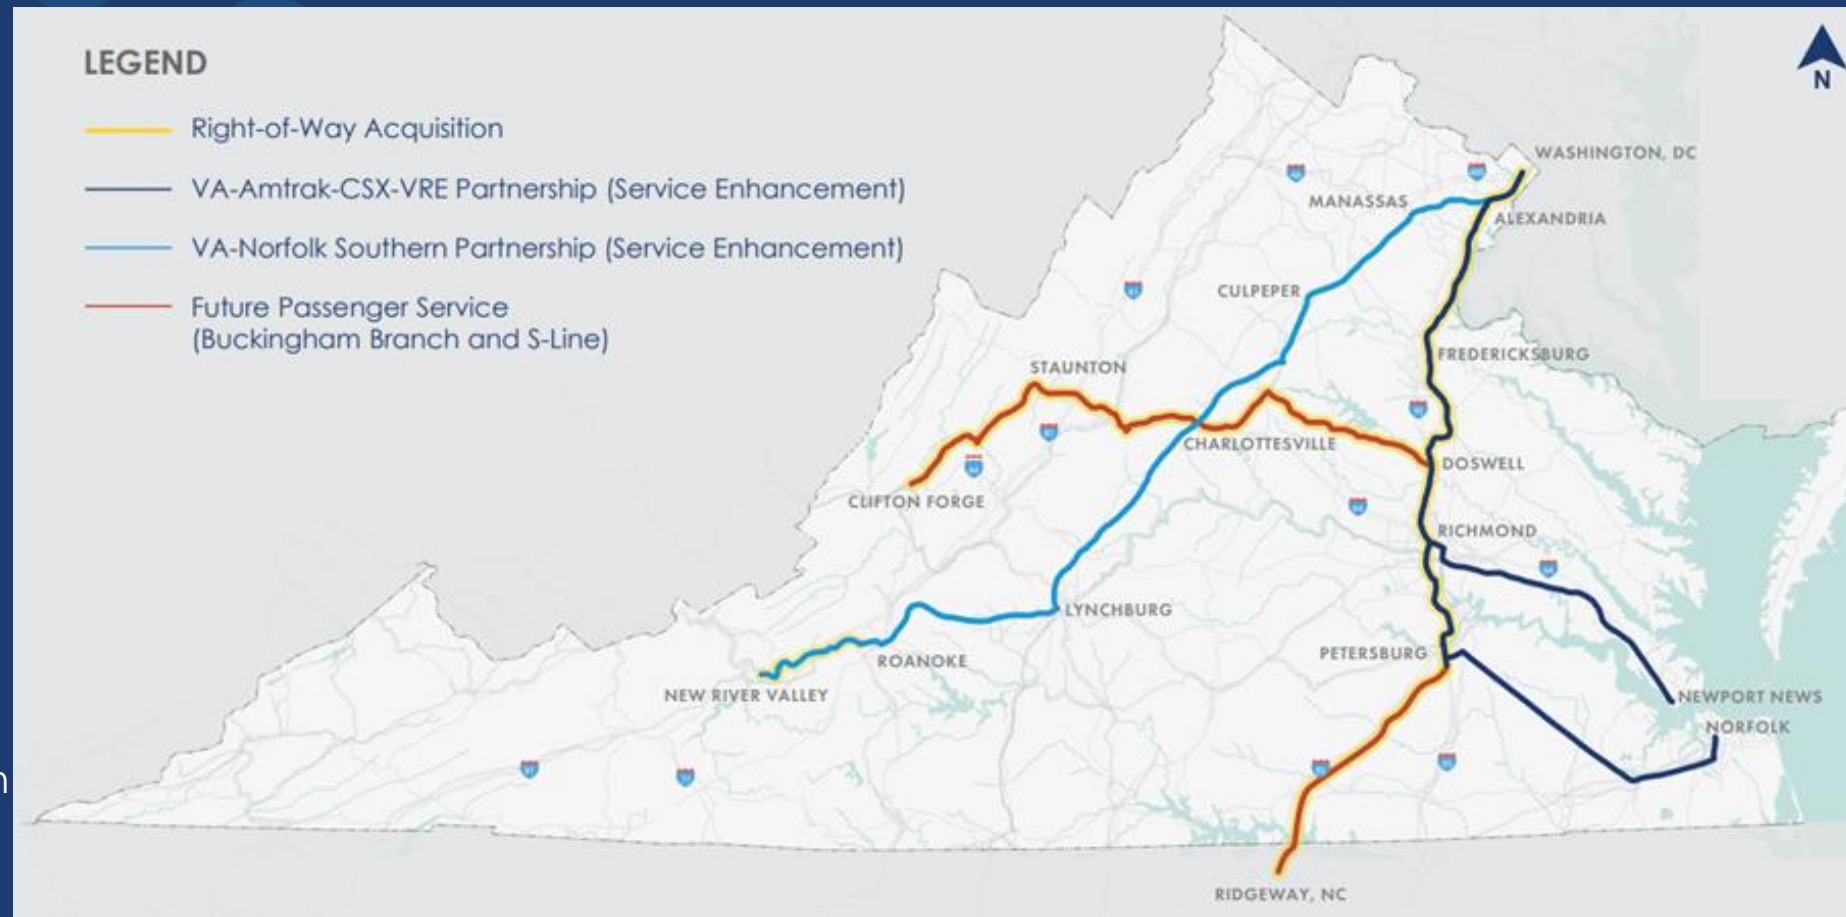 LEGEND
Right-of-Way Acquisition
VA-Amtrak-CSX-VRE Partnership (Service Enhancement)
VA-Norfolk Southern Partnership (Service Enhancement)
Future Passenger Service
(Buckingham Branch and S-Line)
N
WASHINGTON, DC
MANASSAS
ALEXANDRIA
CULPEPER
FREDERICKSBURG
STAUNTON
CHARLOTTESVILLE
DOSWELL
CLIFTON FORGE
RICHMOND
LYNCHBURG
PETERSBURG
ROANOKE
NEW RIVER VALLEY
NEWPORT NEWS
NORFOLK
RIDGEWAY, NC